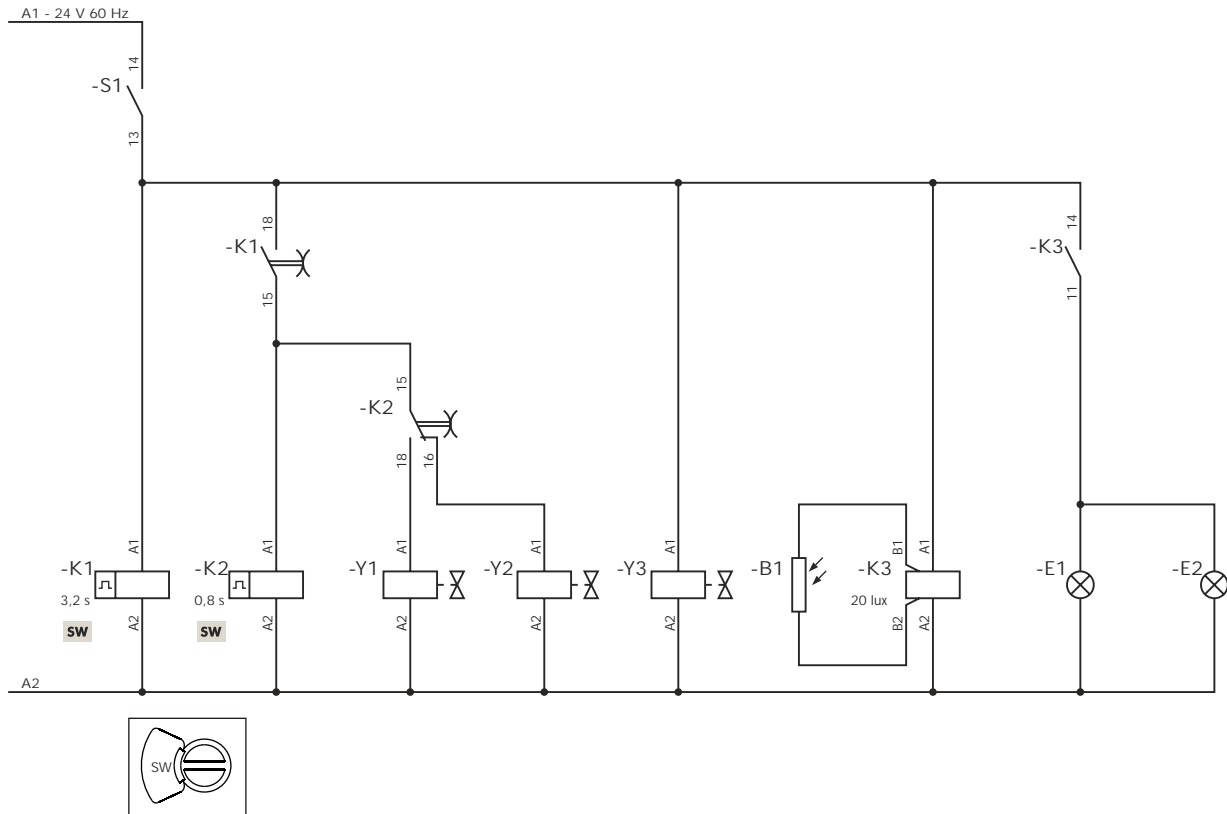 A1 - 24 V 60 Hz
14
-S1
13
18
14
-K1
-K3
15
11
15
-K2
18
16
A1
A1
A1
A1
A1
B1
A1
-K1
-K2
-Y1
-Y2
-Y3
-B1
-K3
-E1
-E2
3,2 s
0,8 s
20 lux
A2
A2
A2
A2
A2
B2
A2
SW
SW
A2
SW